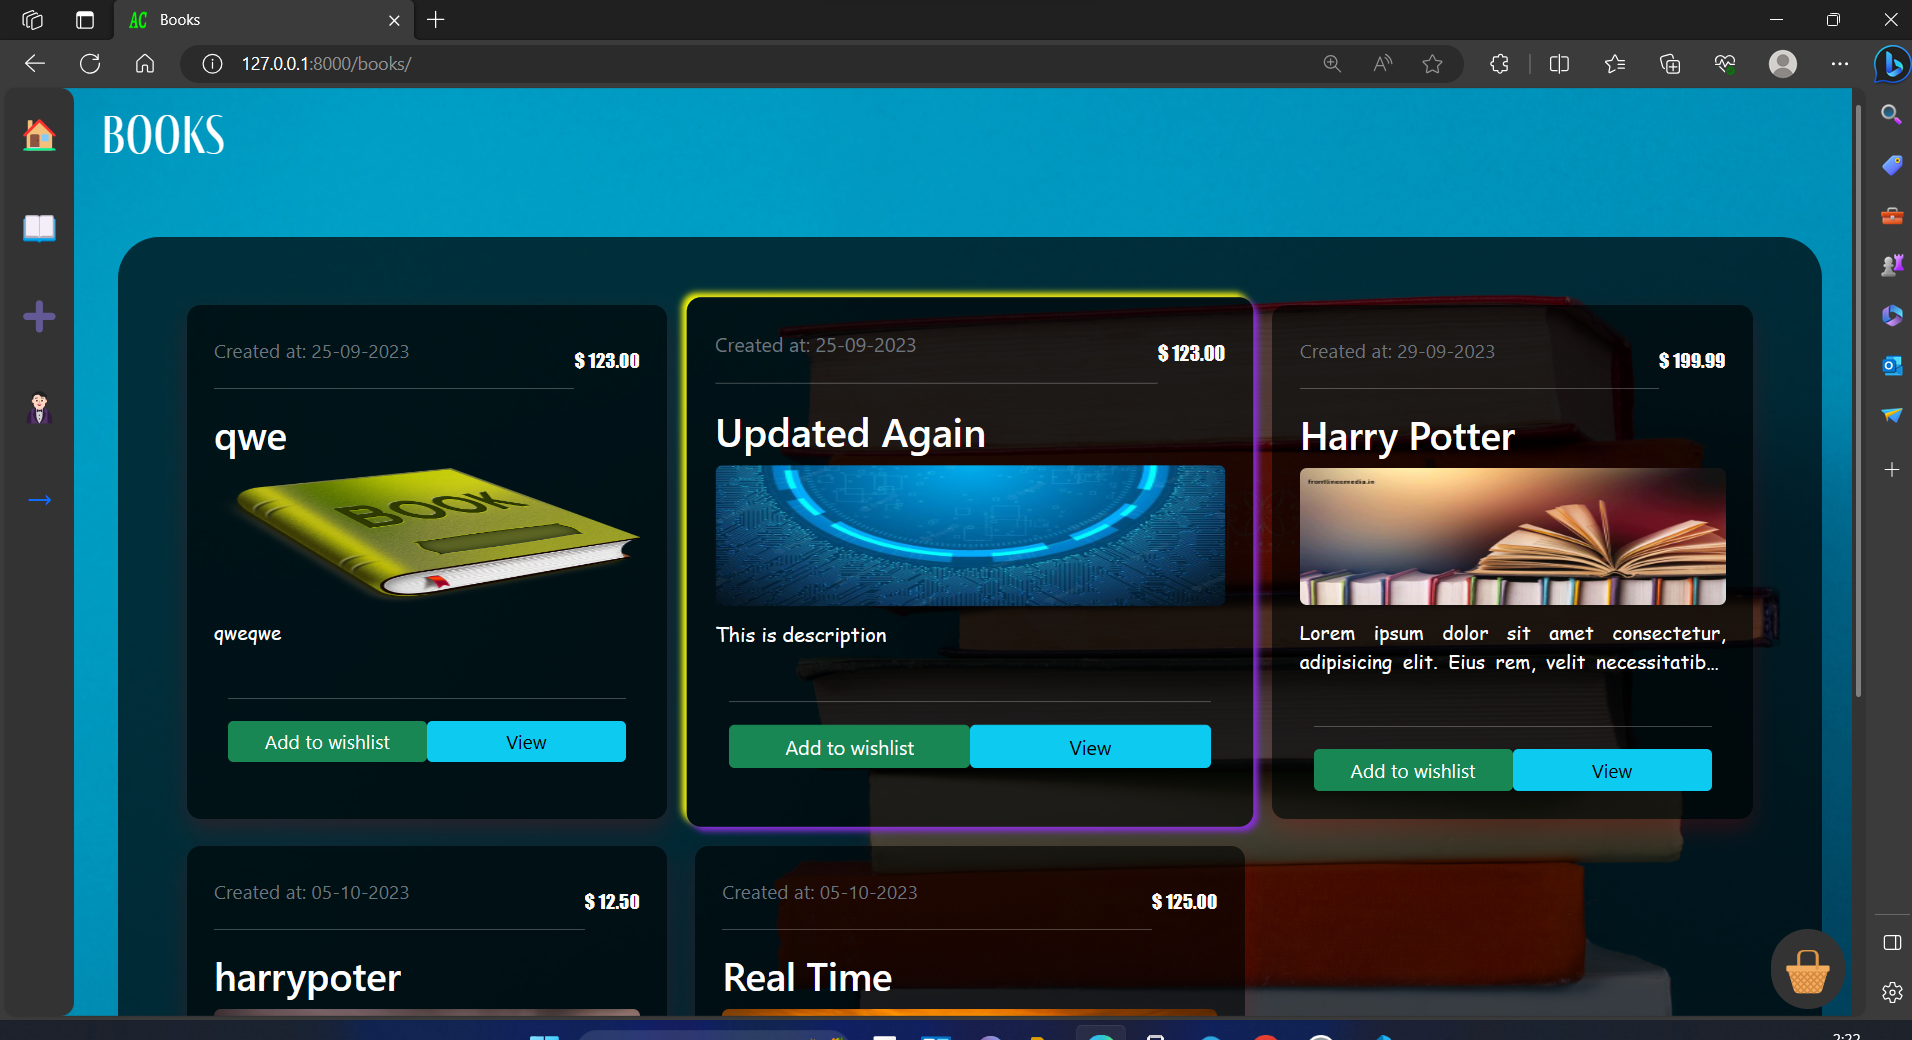 AC Books
127.0.0.1:8000/books/
BOOKS
Created at: 25-09-2023
$ 123.00
qwe
BOOK
qweqwe
Add to wishlist
View
Created at: 25-09-2023
$ 123.00
Updated Again
This is description
Add to wishlist
View
Created at: 29-09-2023
$ 199.99
Harry Potter
frontlinesmedia.in
Lorem ipsum dolor sit amet consectetur,
adipisicing elit. Eius rem, velit necessitatib...
Add to wishlist
View
Created at: 05-10-2023
$ 12.50
harrypoter
Created at: 05-10-2023
$ 125.00
Real Time
2:22